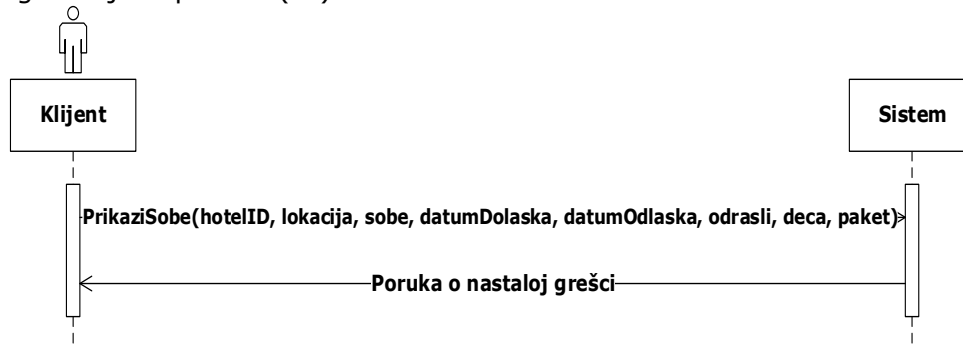 Klijent
Sistem
PrikaziSobe(hotelID, lokacija, sobe, datumDolaska, datumOdlaska, odrasli, deca, paket)
Poruka o nastaloj grešci